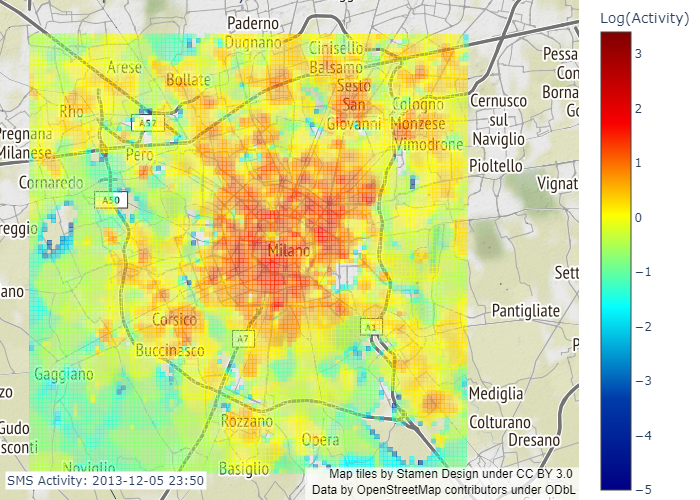 Log(Activity)
3
2
1
0
−1
−2
−3
−4
−5
Paderno
Dugnano
Cinisello
Balsamo
Arese
Bollate
Sesto
San
Giovanni
Rho
A52
Cologno
Monzese
Vimodrone
Cernusco
sul
Naviglio
Pessa
Con
Borna
Go
Pregnana
Milanese
Pero
Pioltello
Cornaredo
A50
Vignat
reggio
Milano
Sett
ano
Pantigliate
Corsico
A7
A1
Buccinasco
Gaggiano
zo
Mediglia
Gudo
sconti
Rozzano
Opera
Colturano
Dresano
Noviglio
Basiglio
SMS Activity: 2013-12-05 23:50
Map tiles by Stamen Design under CC BY 3.0
Data by OpenStreetMap contributors under ODbL